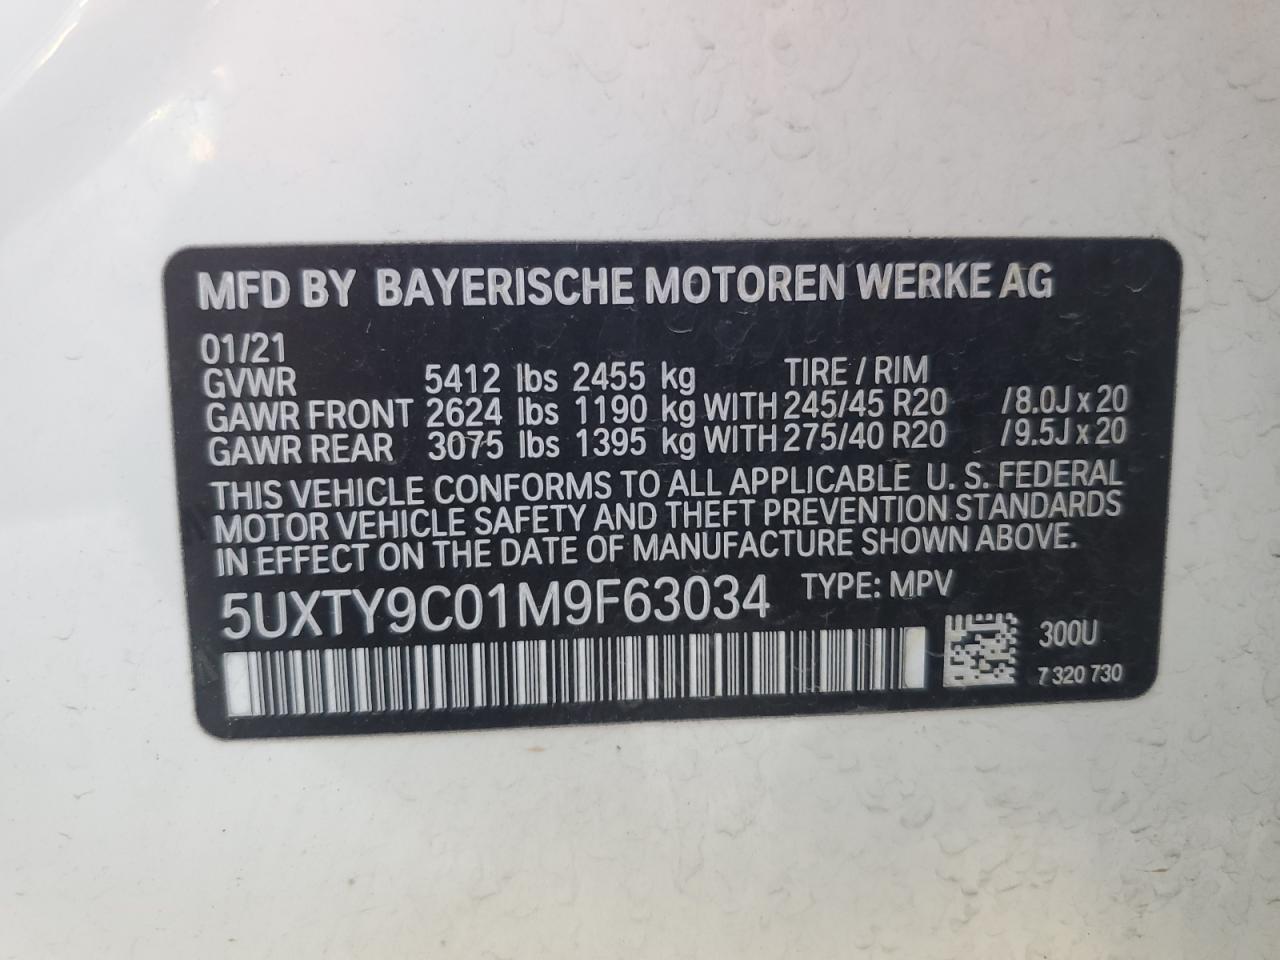 MFD BY BAYERISCHE MOTOREN WERKE AG
01/21
GVWR 5412 lbs 2455 kg TIRE / RIM
GAWR FRONT 2624 lbs 1190 kg WITH 245/45 R20 /8.0J x 20
GAWR REAR 3075 lbs 1395 kg WITH 275/40 R20 /9.5J x 20
THIS VEHICLE CONFORMS TO ALL APPLICABLE U. S. FEDERAL
MOTOR VEHICLE SAFETY AND THEFT PREVENTION STANDARDS
IN EFFECT ON THE DATE OF MANUFACTURE SHOWN ABOVE.
5UXTY9C01M9F63034 TYPE: MPV
300U
7 320 730